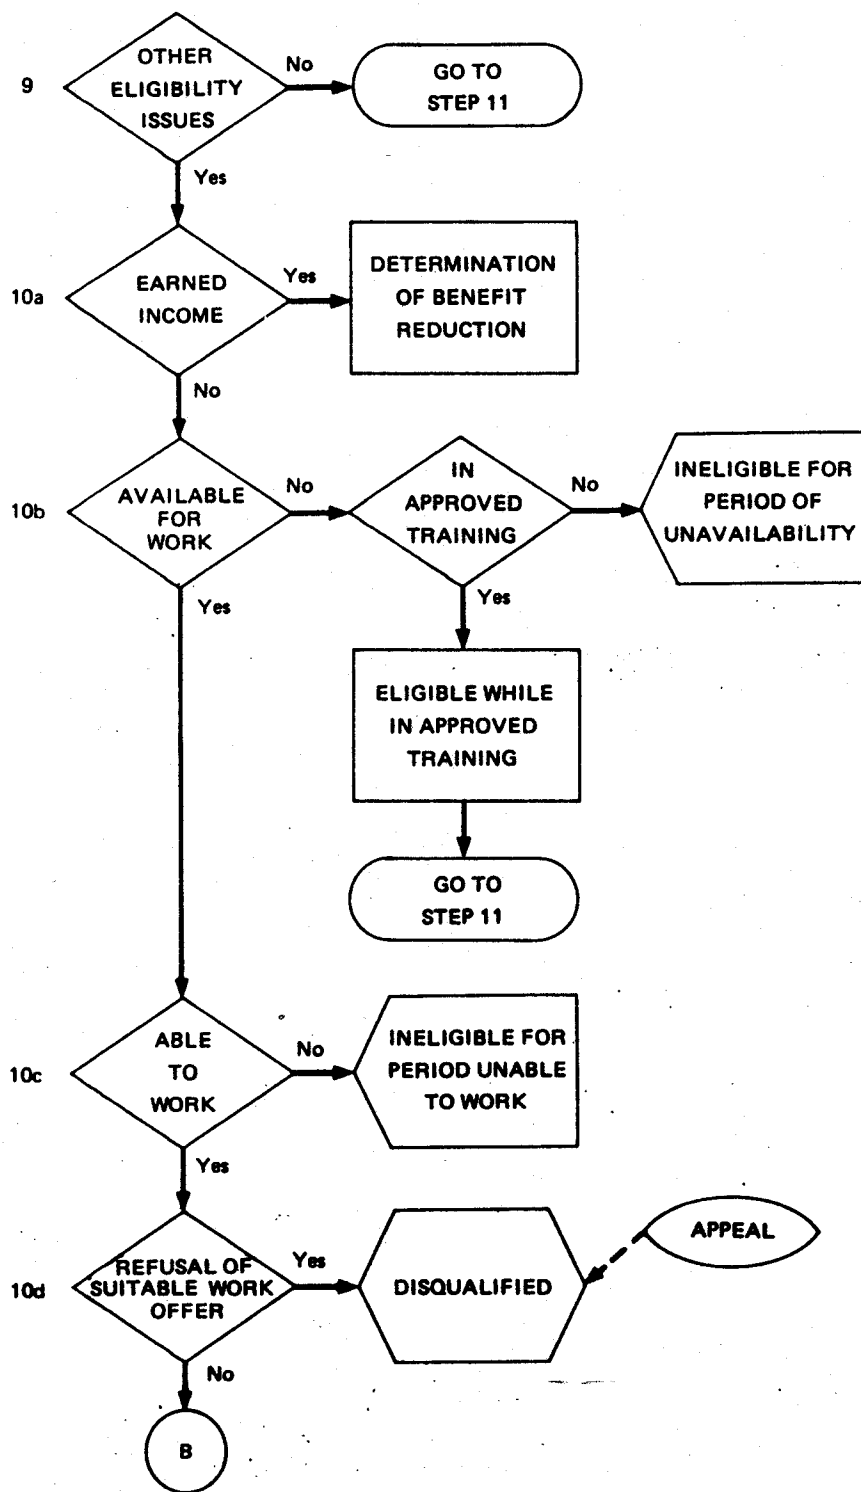 9
OTHER
ELIGIBILITY
ISSUES
No
GO TO
STEP 11
Yes
10a
EARNED
INCOME
Yes
DETERMINATION
OF BENEFIT
REDUCTION
No
10b
AVAILABLE
FOR
WORK
No
IN
APPROVED
TRAINING
No
INELIGIBLE FOR
PERIOD OF
UNAVAILABILITY
Yes
Yes
ELIGIBLE WHILE
IN APPROVED
TRAINING
GO TO
STEP 11
10c
ABLE
TO
WORK
No
INELIGIBLE FOR
PERIOD UNABLE
TO WORK
Yes
10d
REFUSAL OF
SUITABLE WORK
OFFER
Yes
DISQUALIFIED
APPEAL
No
B